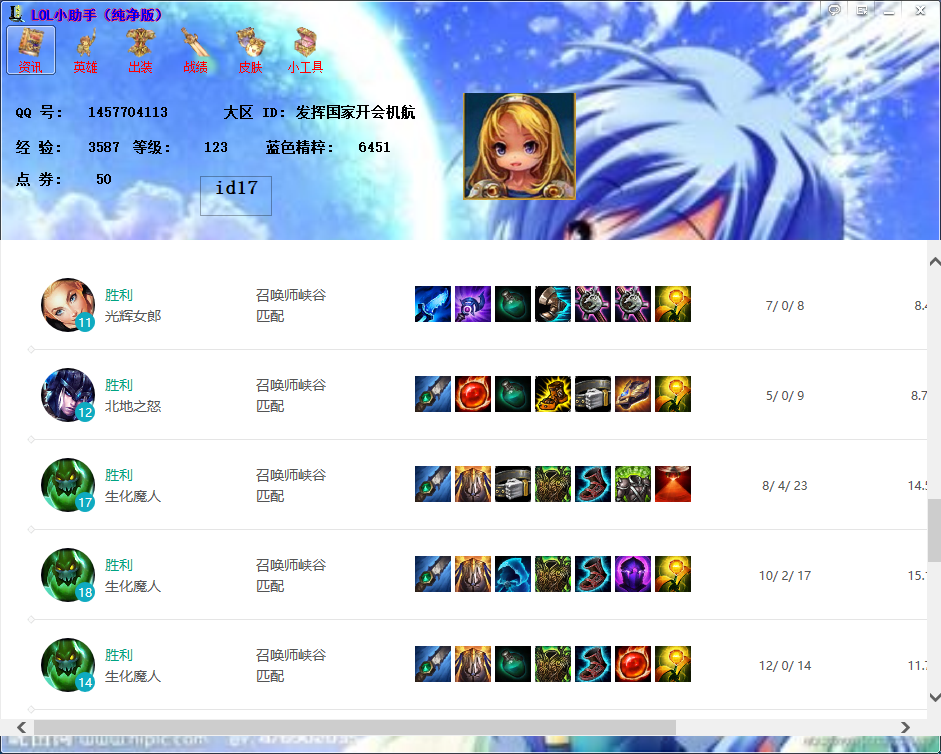 LOL小助手（纯净版）
资讯 英雄 出装 战绩 皮肤 小工具
QQ 号： 1457704113 大区 ID: 发挥国家开会机航
经 验： 3587 等级： 123 蓝色精粹： 6451
点 券： 50
id17
胜利 召唤师峡谷
11 光辉女郎 匹配 7/ 0/ 8 8.4
胜利 召唤师峡谷
12 北地之怒 匹配 5/ 0/ 9 8.7
胜利 召唤师峡谷
17 生化魔人 匹配 8/ 4/ 23 14.5
胜利 召唤师峡谷
18 生化魔人 匹配 10/ 2/ 17 15.
胜利 召唤师峡谷
14 生化魔人 匹配 12/ 0/ 14 11.